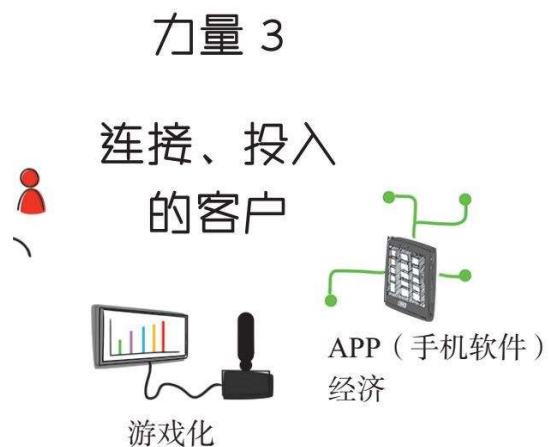 力量 3
连接、投入
的客户
APP（手机软件）
经济
游戏化